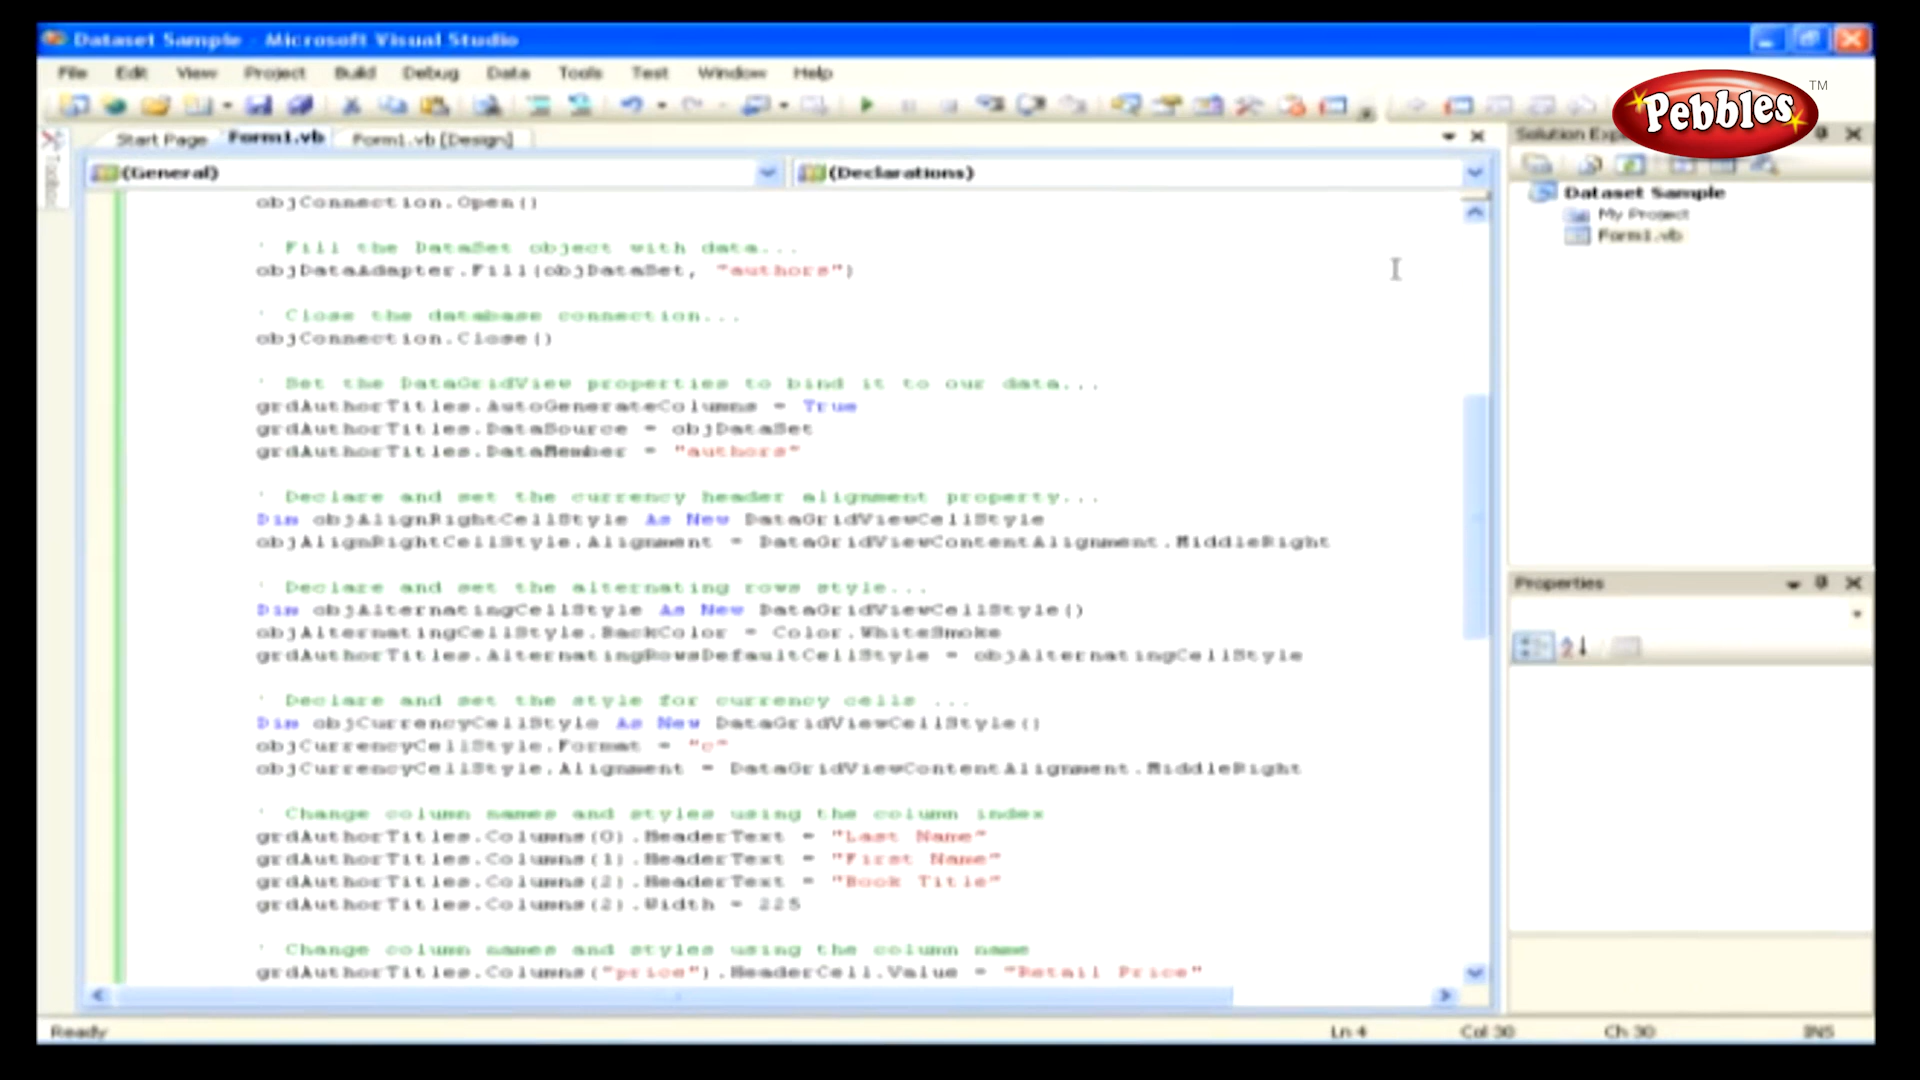 Dataset Sample - Microsoft Visual Studio
File Edit View Project Build Debug Data Tools Test Window Help
Pebbles TM
Start Page Form1.vb Form1.vb [Design]
Solution Exp
Toolbox
(General) (Declarations)
Dataset Sample
My Project
Form1.vb
objConnection.Open()
' Fill the DataSet object with data...
objDataAdapter.Fill(objDataSet, "authors")
' Close the database connection...
objConnection.Close()
' Set the DataGridView properties to bind it to our data...
grdAuthorTitles.AutoGenerateColumns = True
grdAuthorTitles.DataSource = objDataSet
grdAuthorTitles.DataMember = "authors"
' Declare and set the currency header alignment property...
Dim objAlignRightCellStyle As New DataGridViewCellStyle
objAlignRightCellStyle.Alignment = DataGridViewContentAlignment.MiddleRight
' Declare and set the alternating rows style...
Dim objAlternatingCellStyle As New DataGridViewCellStyle()
objAlternatingCellStyle.BackColor = Color.WhiteSmoke
grdAuthorTitles.AlternatingRowsDefaultCellStyle = objAlternatingCellStyle
' Declare and set the style for currency cells ...
Dim objCurrencyCellStyle As New DataGridViewCellStyle()
objCurrencyCellStyle.Format = "c"
objCurrencyCellStyle.Alignment = DataGridViewContentAlignment.MiddleRight
' Change column names and styles using the column index
grdAuthorTitles.Columns(0).HeaderText = "Last Name"
grdAuthorTitles.Columns(1).HeaderText = "First Name"
grdAuthorTitles.Columns(2).HeaderText = "Book Title"
grdAuthorTitles.Columns(2).Width = 225
' Change column names and styles using the column name
grdAuthorTitles.Columns("price").HeaderCell.Value = "Retail Price"
Properties
Ready Ln 4 Col 30 Ch 30 INS